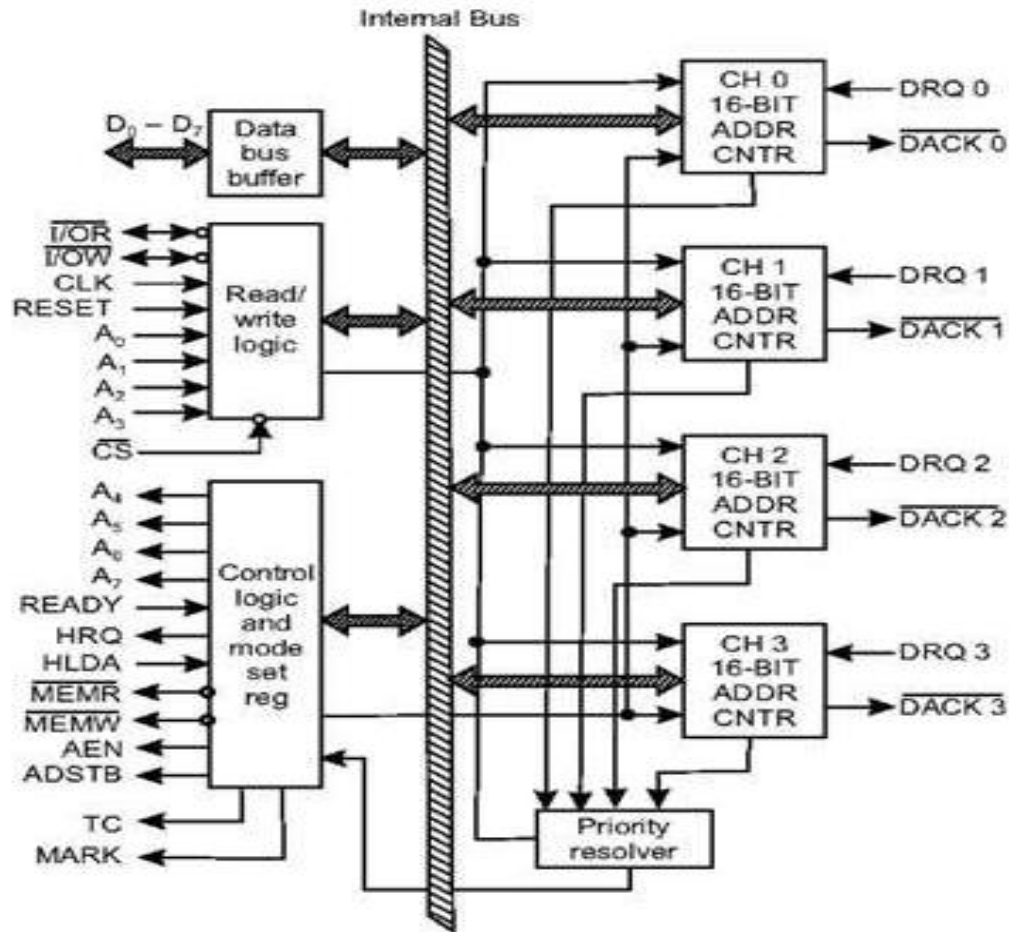 Internal Bus
D₀ – D₇
Data
bus
buffer
I/OR
I/OW
CLK
RESET
A₀
A₁
A₂
A₃
CS
Read/
write
logic
A₄
A₅
A₆
A₇
READY
HRQ
HLDA
MEMR
MEMW
AEN
ADSTB
TC
MARK
Control
logic
and
mode
set
reg
CH 0
16-BIT
ADDR
CNTR
DRQ 0
DACK 0
CH 1
16-BIT
ADDR
CNTR
DRQ 1
DACK 1
CH 2
16-BIT
ADDR
CNTR
DRQ 2
DACK 2
CH 3
16-BIT
ADDR
CNTR
DRQ 3
DACK 3
Priority
resolver